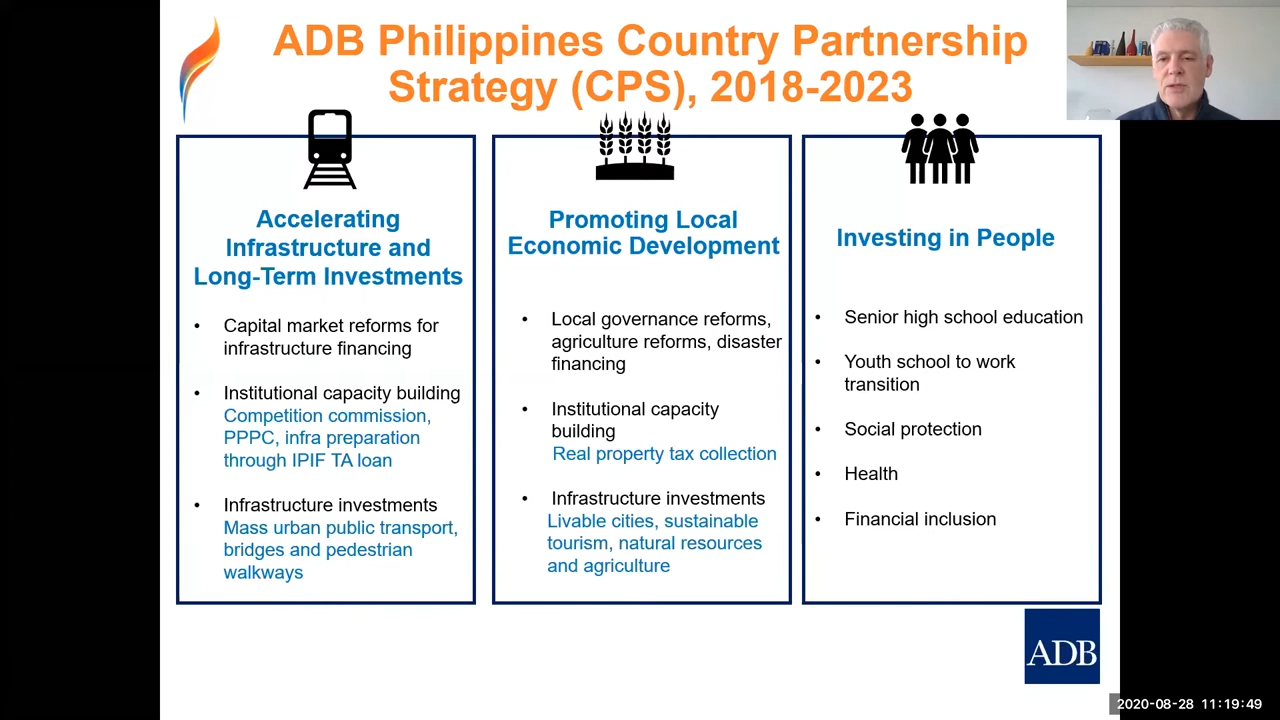 ADB Philippines Country Partnership
Strategy (CPS), 2018-2023
Accelerating
Infrastructure and
Long-Term Investments
• Capital market reforms for
infrastructure financing
• Institutional capacity building
Competition commission,
PPPC, infra preparation
through IPIF TA loan
• Infrastructure investments
Mass urban public transport,
bridges and pedestrian
walkways
Promoting Local
Economic Development
• Local governance reforms,
agriculture reforms, disaster
financing
• Institutional capacity
building
Real property tax collection
• Infrastructure investments
Livable cities, sustainable
tourism, natural resources
and agriculture
Investing in People
• Senior high school education
• Youth school to work
transition
• Social protection
• Health
• Financial inclusion
ADB
2020-08-28 11:19:49